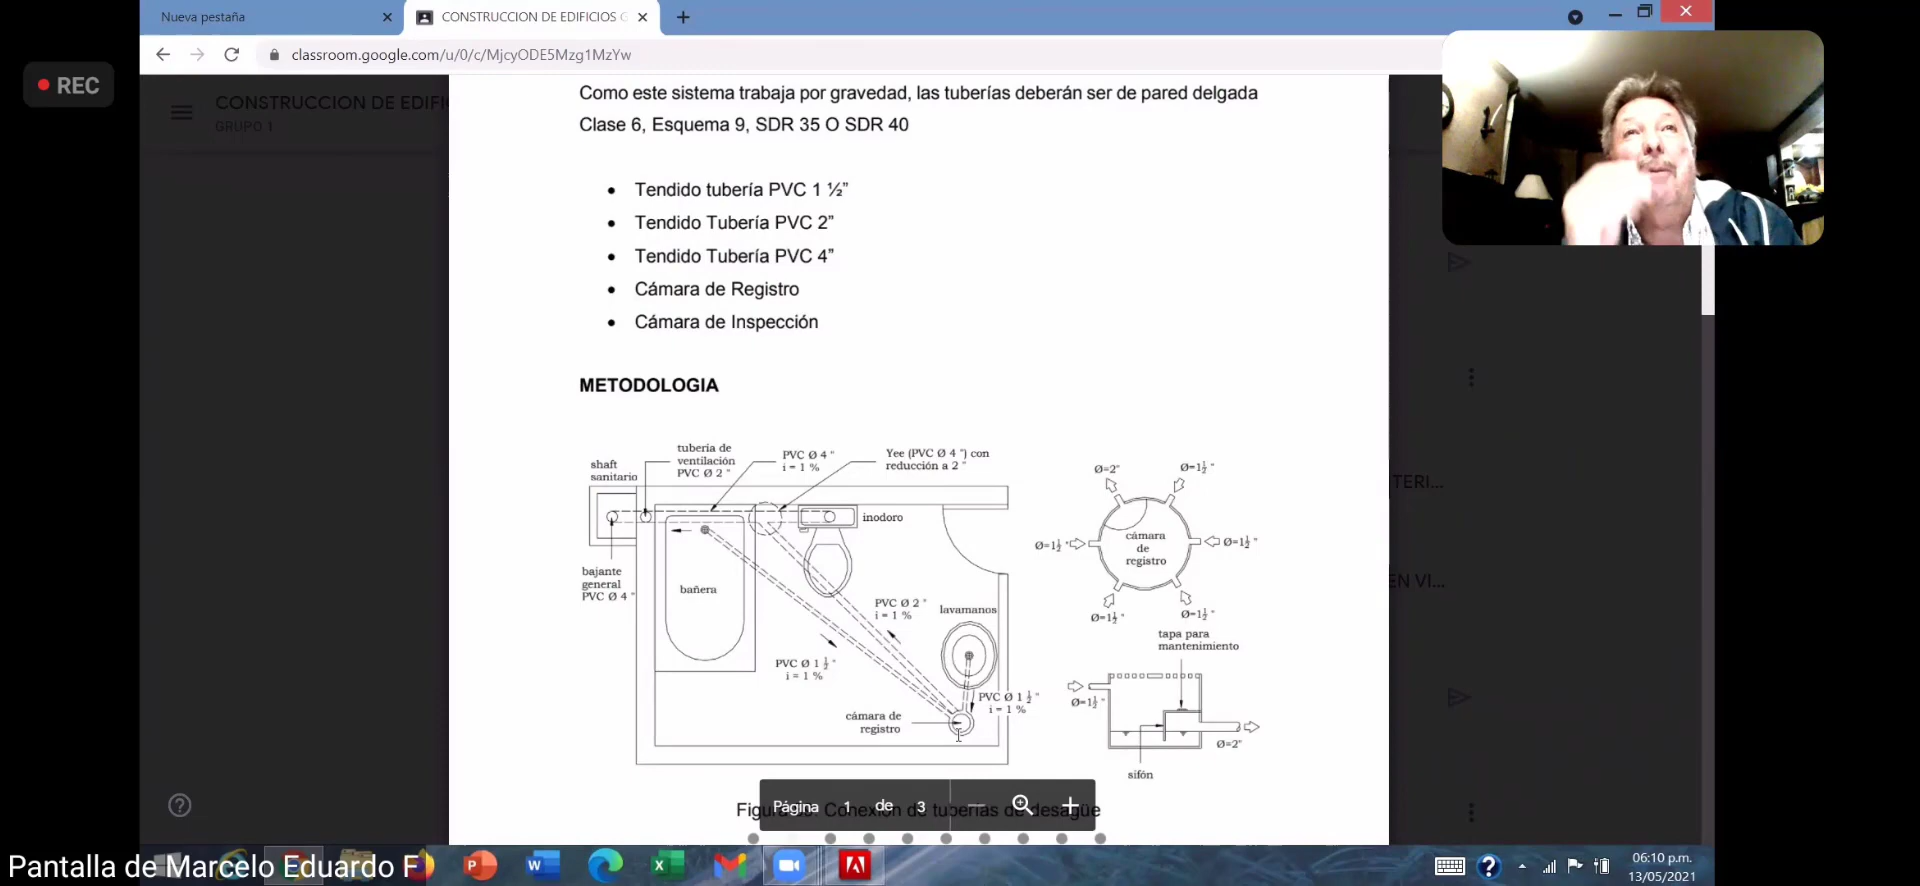 Nueva pestaña
CONSTRUCCION DE EDIFICIOS G
classroom.google.com/u/0/c/MjcyODE5Mzg1MzYw
REC
CONSTRUCCION DE EDIFI
GRUPO 1
Como este sistema trabaja por gravedad, las tuberías deberán ser de pared delgada
Clase 6, Esquema 9, SDR 35 O SDR 40
• Tendido tubería PVC 1 ½”
• Tendido Tubería PVC 2”
• Tendido Tubería PVC 4”
• Cámara de Registro
• Cámara de Inspección
METODOLOGIA
shaft
sanitario
tubería de
ventilación
PVC Ø 2 "
PVC Ø 4 "
i = 1 %
Yee (PVC Ø 4 ") con
reducción a 2 "
inodoro
bajante
general
PVC Ø 4 "
bañera
PVC Ø 2 "
i = 1 %
lavamanos
PVC Ø 1 ½ "
i = 1 %
PVC Ø 1 ½ "
i = 1 %
cámara de
registro
Ø=2"
Ø=1½ "
Ø=1½ "
cámara
de
registro
Ø=1½ "
Ø=1½ "
Ø=1½ "
tapa para
mantenimiento
Ø=1½ "
Ø=2"
sifón
TERI...
EN VI...
Página 1 de 3
Conexión de tuberías de desagüe
Pantalla de Marcelo Eduardo F
06:10 p.m.
13/05/2021